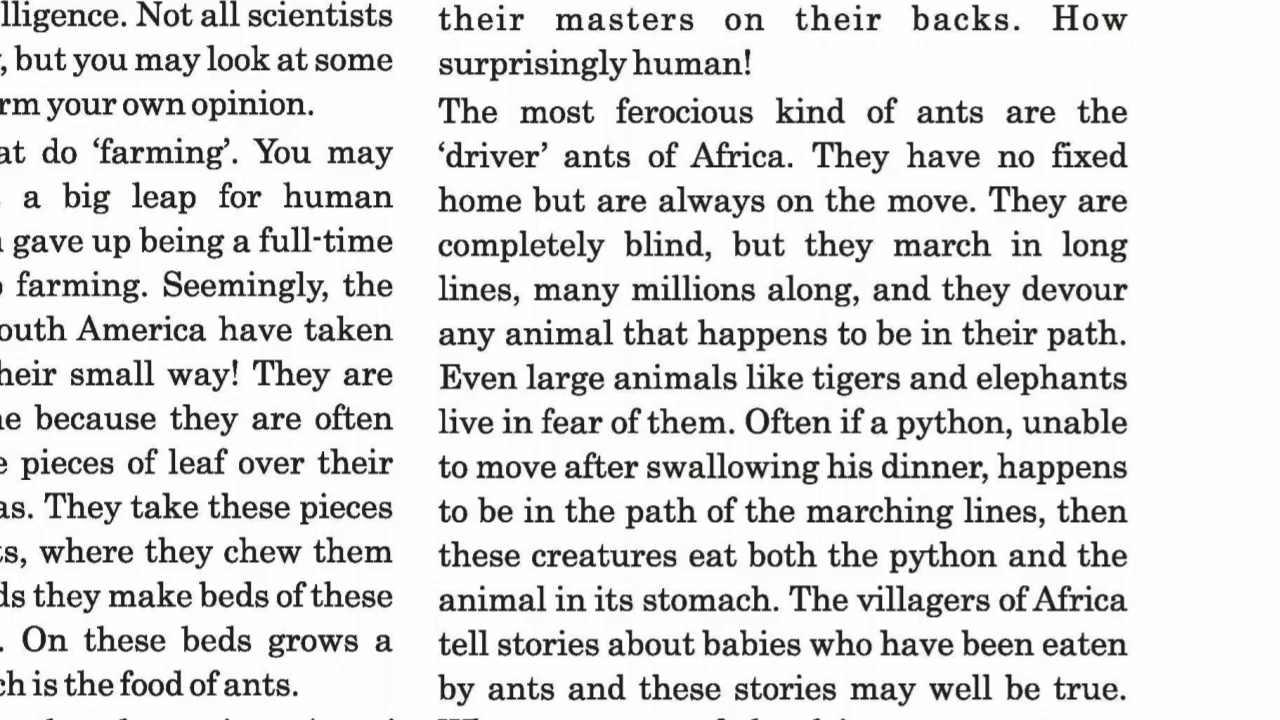 lligence. Not all scientists
, but you may look at some
rm your own opinion.
at do ‘farming’. You may
a big leap for human
gave up being a full-time
farming. Seemingly, the
outh America have taken
heir small way! They are
e because they are often
e pieces of leaf over their
as. They take these pieces
s, where they chew them
ds they make beds of these
. On these beds grows a
ch is the food of ants.
their masters on their backs. How
surprisingly human!
The most ferocious kind of ants are the
‘driver’ ants of Africa. They have no fixed
home but are always on the move. They are
completely blind, but they march in long
lines, many millions along, and they devour
any animal that happens to be in their path.
Even large animals like tigers and elephants
live in fear of them. Often if a python, unable
to move after swallowing his dinner, happens
to be in the path of the marching lines, then
these creatures eat both the python and the
animal in its stomach. The villagers of Africa
tell stories about babies who have been eaten
by ants and these stories may well be true.